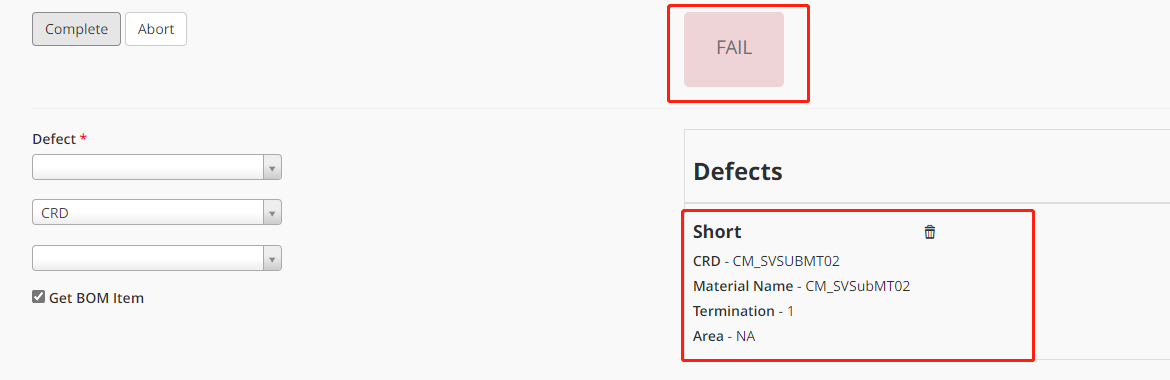 Complete
Abort
FAIL
Defect *
CRD
Get BOM Item
Defects
Short
CRD - CM_SVSUBMT02
Material Name - CM_SVSubMT02
Termination - 1
Area - NA